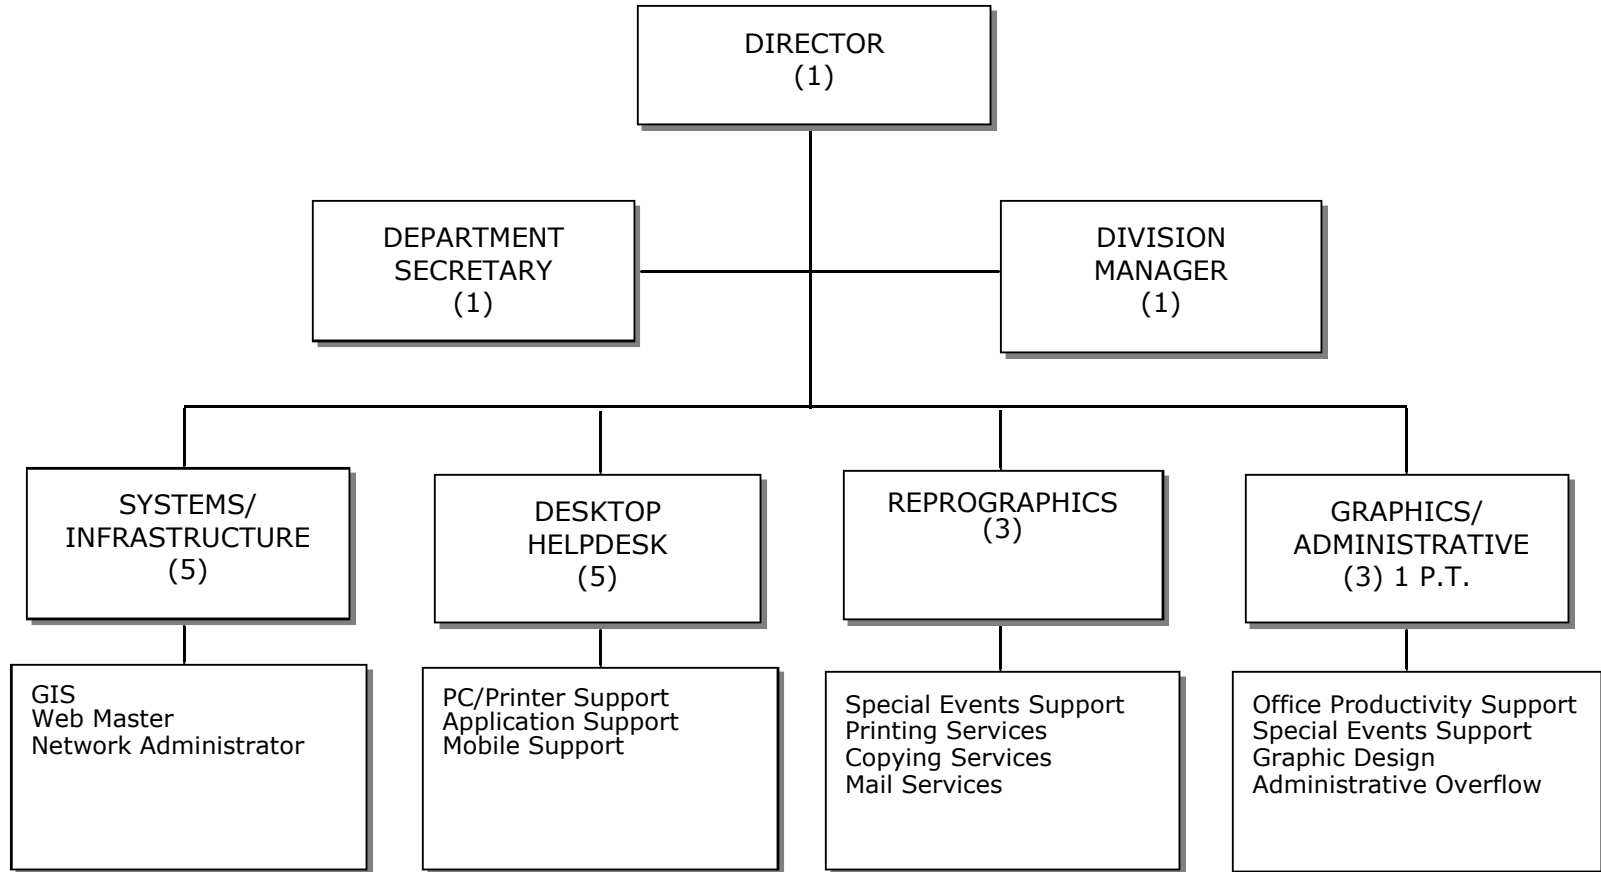 DIRECTOR
(1)
DEPARTMENT
SECRETARY
(1)
DIVISION
MANAGER
(1)
SYSTEMS/
INFRASTRUCTURE
(5)
DESKTOP
HELPDESK
(5)
REPROGRAPHICS
(3)
GRAPHICS/
ADMINISTRATIVE
(3) 1 P.T.
GIS
Web Master
Network Administrator
PC/Printer Support
Application Support
Mobile Support
Special Events Support
Printing Services
Copying Services
Mail Services
Office Productivity Support
Special Events Support
Graphic Design
Administrative Overflow